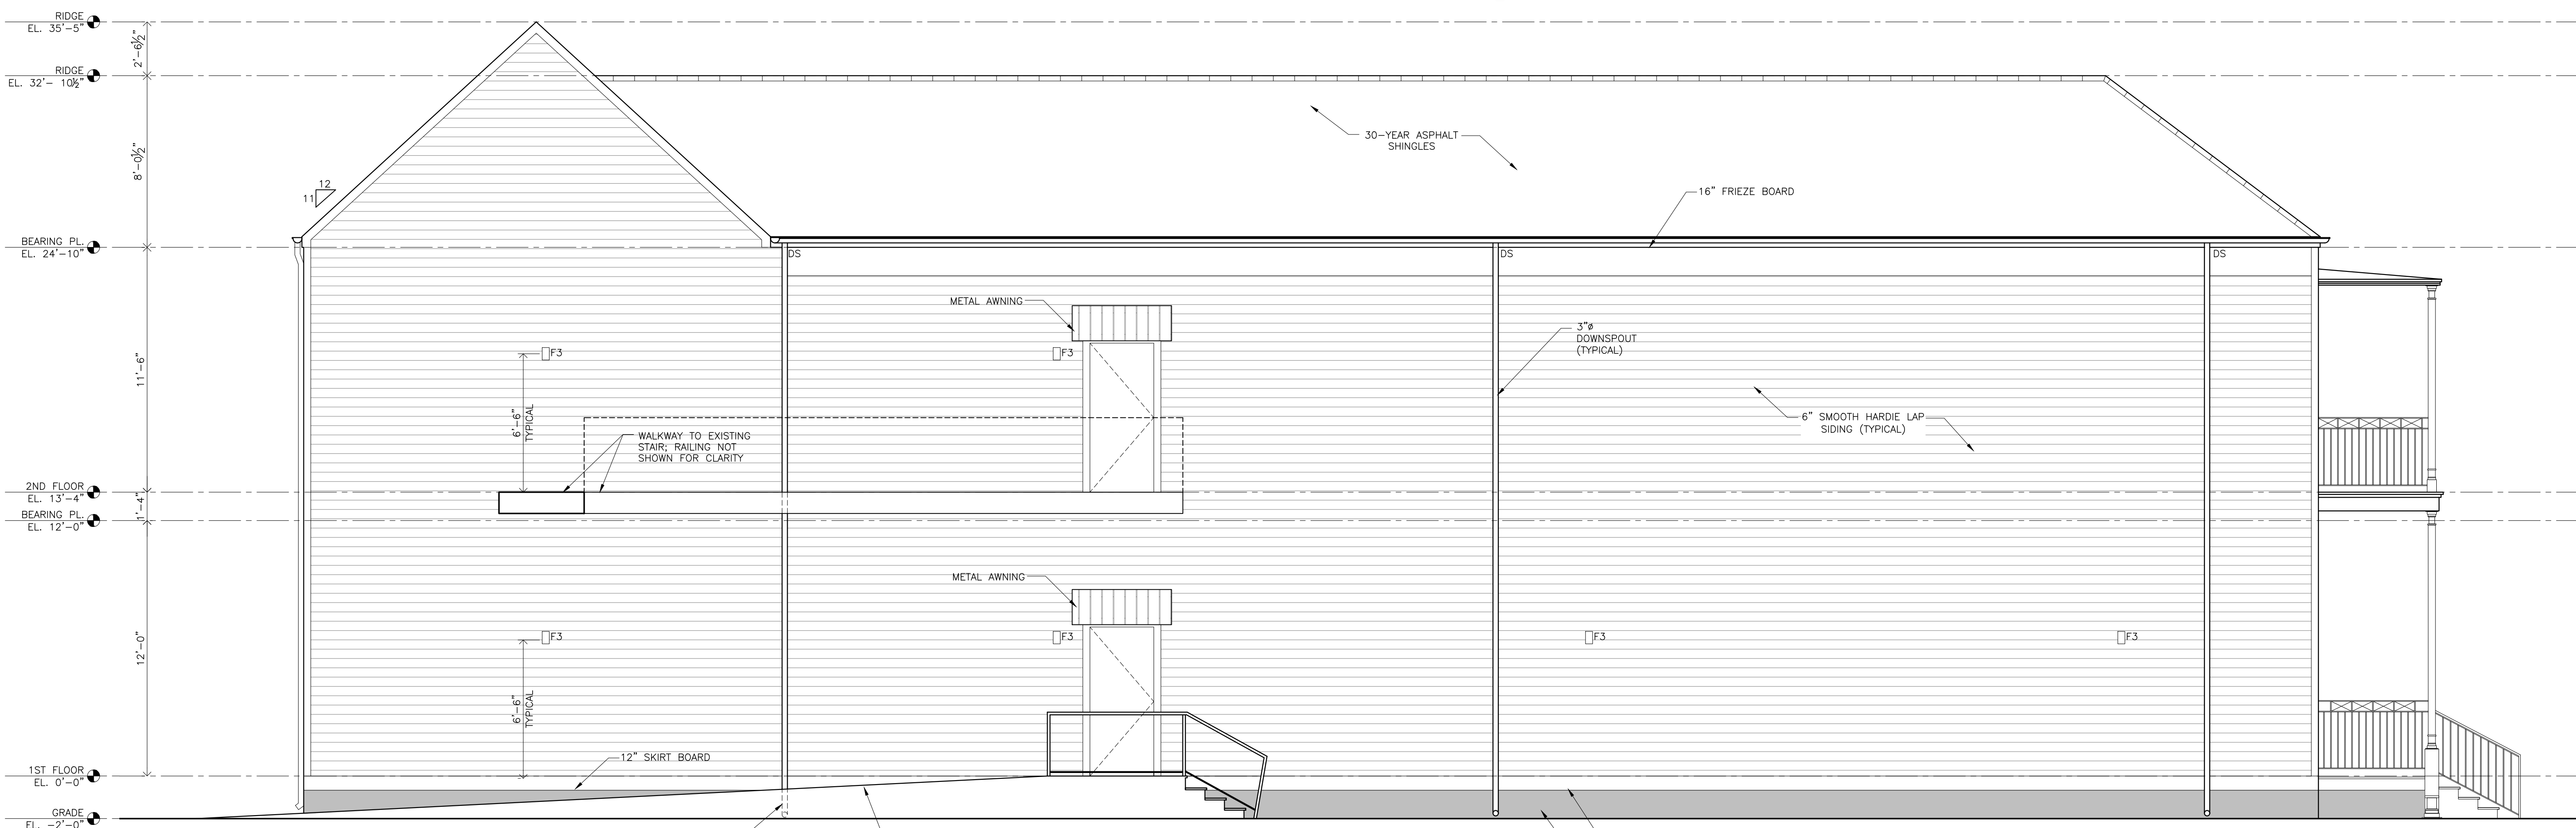 RIDGE
EL. 35'-5"
2'-6½"
RIDGE
EL. 32'- 10½"
8'-0½"
30-YEAR ASPHALT
SHINGLES
12
11
16" FRIEZE BOARD
BEARING PL.
EL. 24'-10"
DS
DS
DS
METAL AWNING
3"ø
DOWNSPOUT
(TYPICAL)
F3
F3
11'-6"
6'-6"
TYPICAL
6" SMOOTH HARDIE LAP
SIDING (TYPICAL)
WALKWAY TO EXISTING
STAIR; RAILING NOT
SHOWN FOR CLARITY
2ND FLOOR
EL. 13'-4"
1'-4"
BEARING PL.
EL. 12'-0"
METAL AWNING
F3
F3
F3
F3
12'-0"
6'-6"
TYPICAL
12" SKIRT BOARD
1ST FLOOR
EL. 0'-0"
GRADE
EL. -2'-0"